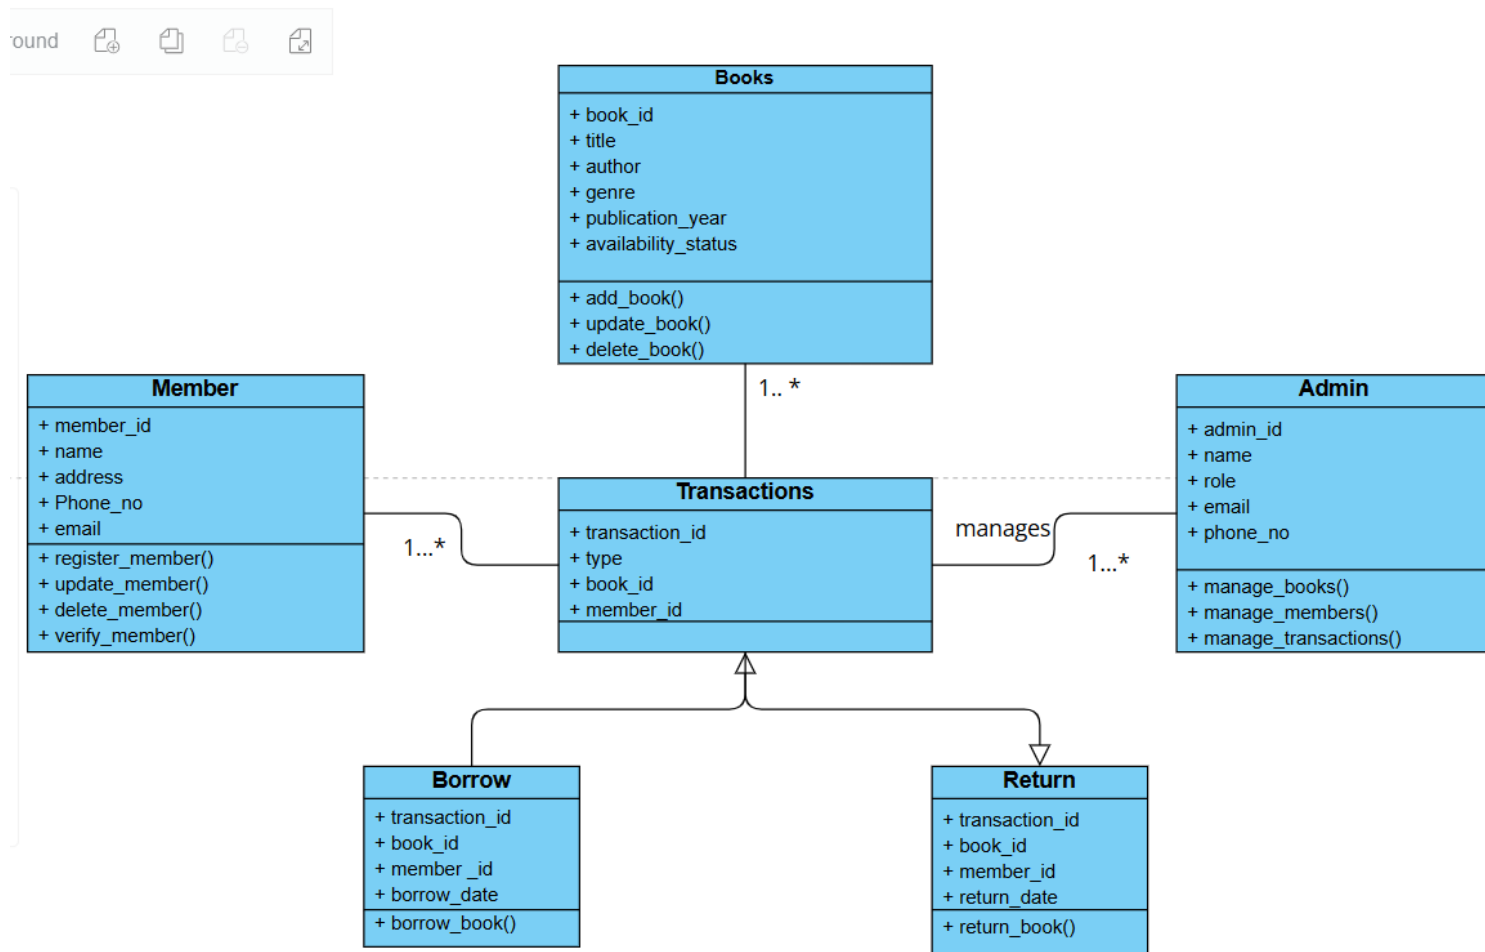 round
Books
+ book_id
+ title
+ author
+ genre
+ publication_year
+ availability_status
+ add_book()
+ update_book()
+ delete_book()
1.. *
Member
+ member_id
+ name
+ address
+ Phone_no
+ email
+ register_member()
+ update_member()
+ delete_member()
+ verify_member()
1...*
Transactions
+ transaction_id
+ type
+ book_id
+ member_id
manages
1...*
Admin
+ admin_id
+ name
+ role
+ email
+ phone_no
+ manage_books()
+ manage_members()
+ manage_transactions()
Borrow
+ transaction_id
+ book_id
+ member _id
+ borrow_date
+ borrow_book()
Return
+ transaction_id
+ book_id
+ member_id
+ return_date
+ return_book()